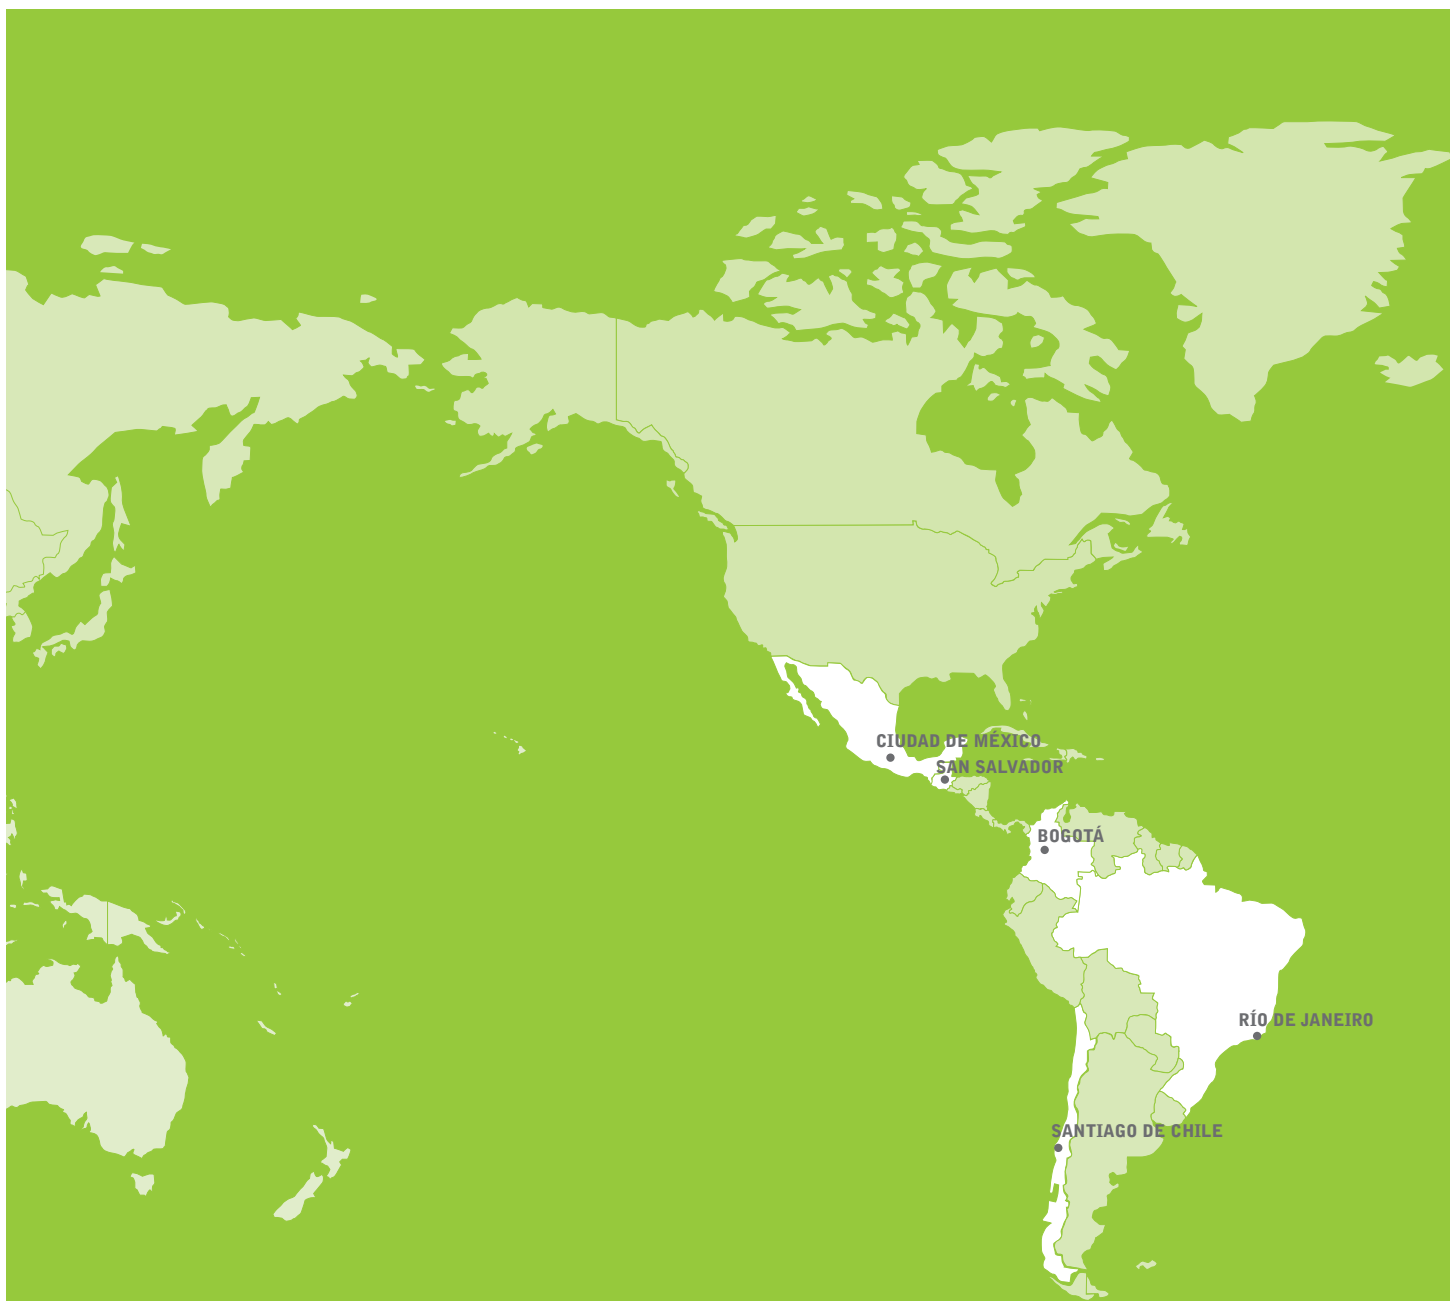 CIUDAD DE MÉXICO
SAN SALVADOR
BOGOTÁ
RÍO DE JANEIRO
SANTIAGO DE CHILE